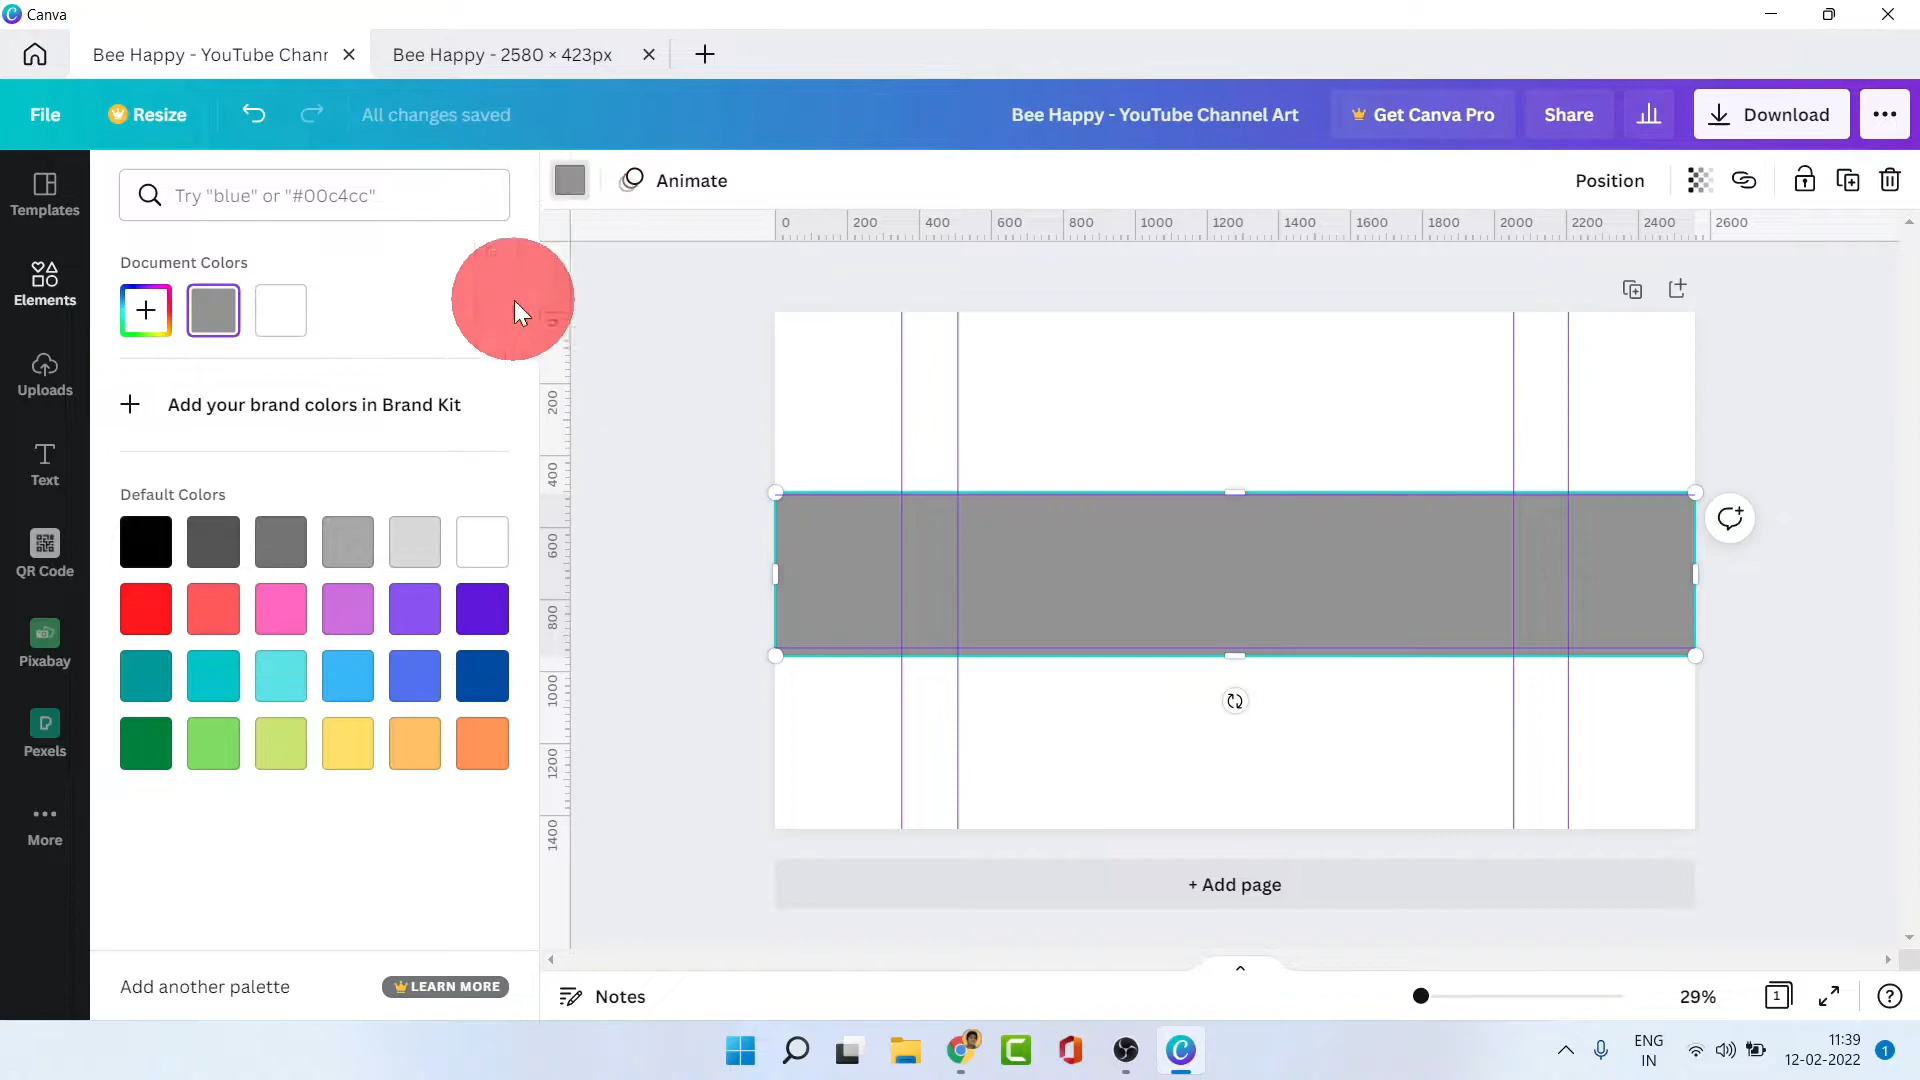 Canva
Bee Happy - YouTube Chanr
Bee Happy - 2580 × 423px
File
Resize
All changes saved
Bee Happy - YouTube Channel Art
Get Canva Pro
Share
Download
Try "blue" or "#00c4cc"
Animate
Position
Templates
Elements
Uploads
Text
QR Code
Pixabay
Pexels
More
Document Colors
Add your brand colors in Brand Kit
Default Colors
Add another palette
LEARN MORE
0 200 400 600 800 1000 1200 1400 1600 1800 2000 2200 2400 2600
200
400
600
800
1000
1200
1400
+ Add page
Notes
29%
1
ENG
IN
11:39
12-02-2022
1